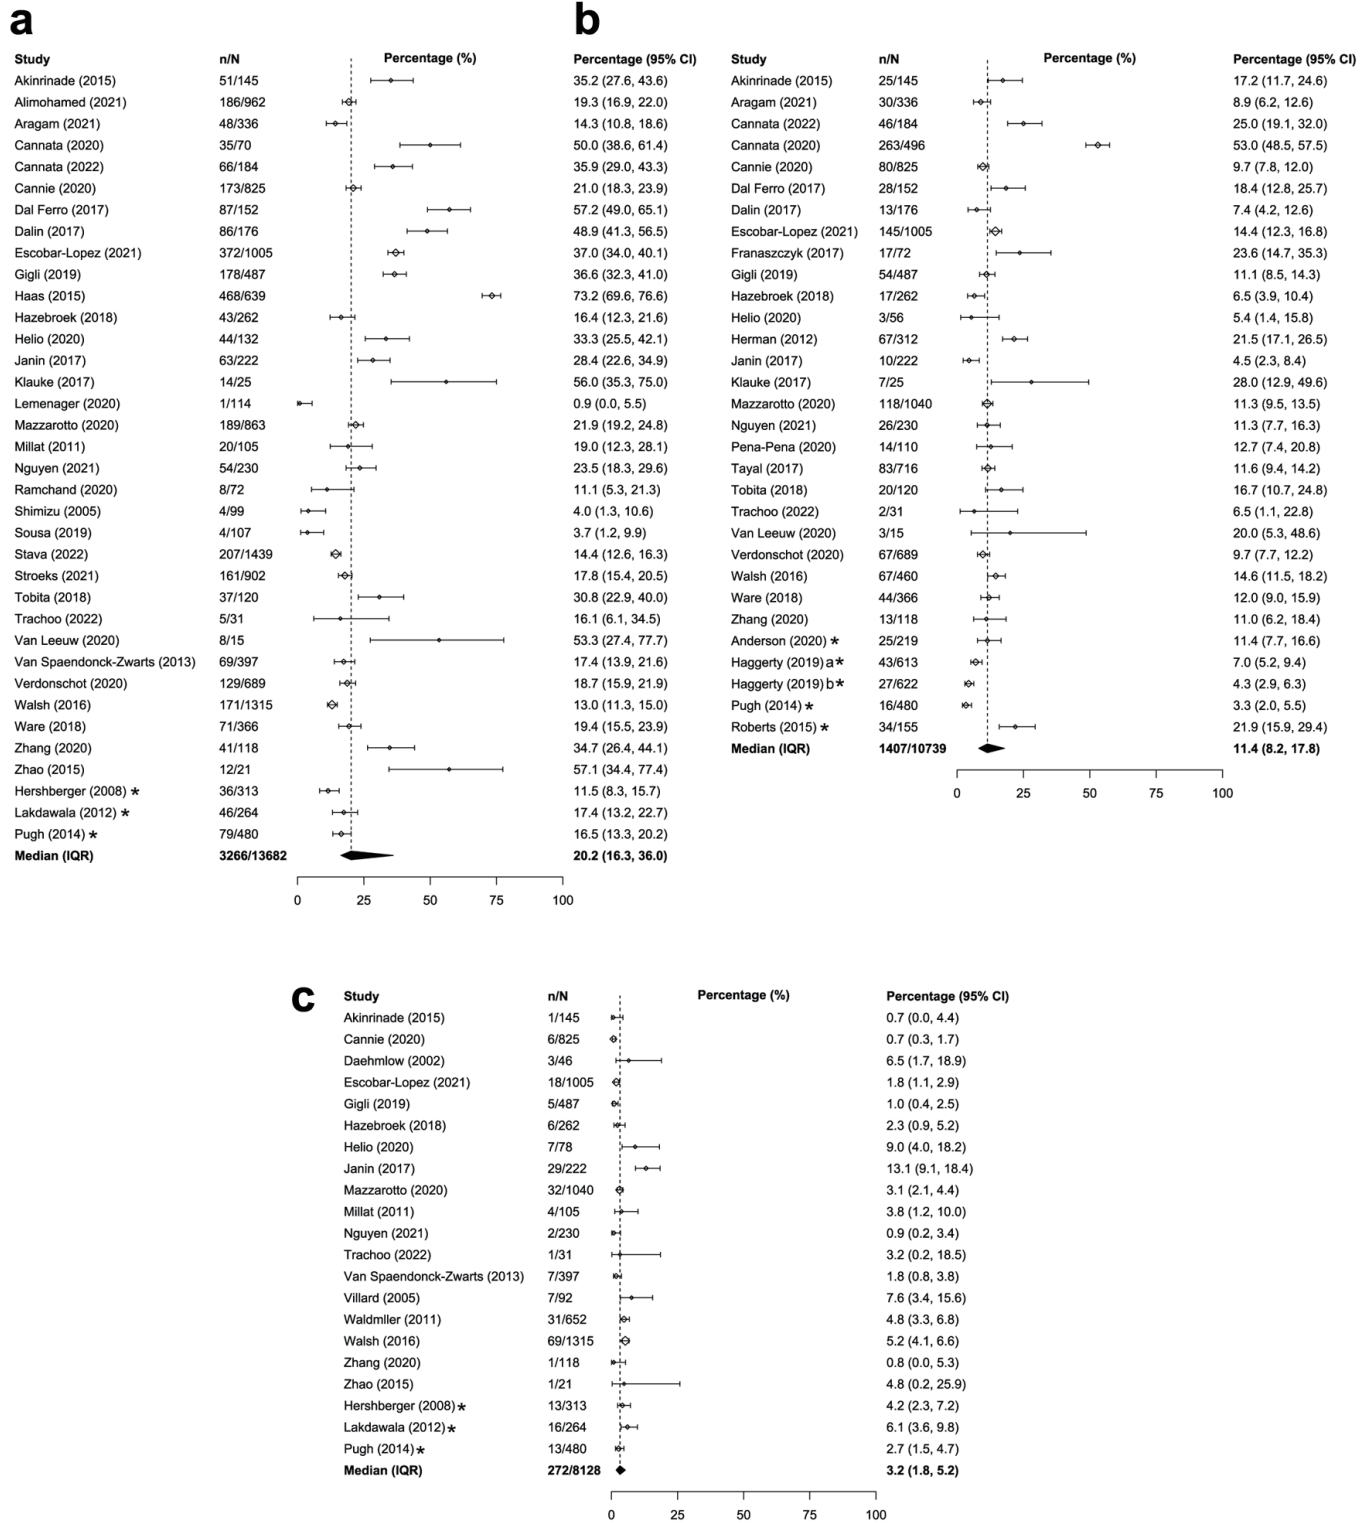 a
Study n/N Percentage (%) Percentage (95% CI)
Akinrinade (2015) 51/145 35.2 (27.6, 43.6)
Alimohamed (2021) 186/962 19.3 (16.9, 22.0)
Aragam (2021) 48/336 14.3 (10.8, 18.6)
Cannata (2020) 35/70 50.0 (38.6, 61.4)
Cannata (2022) 66/184 35.9 (29.0, 43.3)
Cannie (2020) 173/825 21.0 (18.3, 23.9)
Dal Ferro (2017) 87/152 57.2 (49.0, 65.1)
Dalin (2017) 86/176 48.9 (41.3, 56.5)
Escobar-Lopez (2021) 372/1005 37.0 (34.0, 40.1)
Gigli (2019) 178/487 36.6 (32.3, 41.0)
Haas (2015) 468/639 73.2 (69.6, 76.6)
Hazebroek (2018) 43/262 16.4 (12.3, 21.6)
Helio (2020) 44/132 33.3 (25.5, 42.1)
Janin (2017) 63/222 28.4 (22.6, 34.9)
Klauke (2017) 14/25 56.0 (35.3, 75.0)
Lemenager (2020) 1/114 0.9 (0.0, 5.5)
Mazzarotto (2020) 189/863 21.9 (19.2, 24.8)
Millat (2011) 20/105 19.0 (12.3, 28.1)
Nguyen (2021) 54/230 23.5 (18.3, 29.6)
Ramchand (2020) 8/72 11.1 (5.3, 21.3)
Shimizu (2005) 4/99 4.0 (1.3, 10.6)
Sousa (2019) 4/107 3.7 (1.2, 9.9)
Stava (2022) 207/1439 14.4 (12.6, 16.3)
Stroeks (2021) 161/902 17.8 (15.4, 20.5)
Tobita (2018) 37/120 30.8 (22.9, 40.0)
Trachoo (2022) 5/31 16.1 (6.1, 34.5)
Van Leeuw (2020) 8/15 53.3 (27.4, 77.7)
Van Spaendonck-Zwarts (2013) 69/397 17.4 (13.9, 21.6)
Verdonschot (2020) 129/689 18.7 (15.9, 21.9)
Walsh (2016) 171/1315 13.0 (11.3, 15.0)
Ware (2018) 71/366 19.4 (15.5, 23.9)
Zhang (2020) 41/118 34.7 (26.4, 44.1)
Zhao (2015) 12/21 57.1 (34.4, 77.4)
Hershberger (2008) * 36/313 11.5 (8.3, 15.7)
Lakdawala (2012) * 46/264 17.4 (13.2, 22.7)
Pugh (2014) * 79/480 16.5 (13.3, 20.2)
Median (IQR) 3266/13682 20.2 (16.3, 36.0)
0 25 50 75 100
b
Study n/N Percentage (%) Percentage (95% CI)
Akinrinade (2015) 25/145 17.2 (11.7, 24.6)
Aragam (2021) 30/336 8.9 (6.2, 12.6)
Cannata (2022) 46/184 25.0 (19.1, 32.0)
Cannata (2020) 263/496 53.0 (48.5, 57.5)
Cannie (2020) 80/825 9.7 (7.8, 12.0)
Dal Ferro (2017) 28/152 18.4 (12.8, 25.7)
Dalin (2017) 13/176 7.4 (4.2, 12.6)
Escobar-Lopez (2021) 145/1005 14.4 (12.3, 16.8)
Franaszczyk (2017) 17/72 23.6 (14.7, 35.3)
Gigli (2019) 54/487 11.1 (8.5, 14.3)
Hazebroek (2018) 17/262 6.5 (3.9, 10.4)
Helio (2020) 3/56 5.4 (1.4, 15.8)
Herman (2012) 67/312 21.5 (17.1, 26.5)
Janin (2017) 10/222 4.5 (2.3, 8.4)
Klauke (2017) 7/25 28.0 (12.9, 49.6)
Mazzarotto (2020) 118/1040 11.3 (9.5, 13.5)
Nguyen (2021) 26/230 11.3 (7.7, 16.3)
Pena-Pena (2020) 14/110 12.7 (7.4, 20.8)
Tayal (2017) 83/716 11.6 (9.4, 14.2)
Tobita (2018) 20/120 16.7 (10.7, 24.8)
Trachoo (2022) 2/31 6.5 (1.1, 22.8)
Van Leeuw (2020) 3/15 20.0 (5.3, 48.6)
Verdonschot (2020) 67/689 9.7 (7.7, 12.2)
Walsh (2016) 67/460 14.6 (11.5, 18.2)
Ware (2018) 44/366 12.0 (9.0, 15.9)
Zhang (2020) 13/118 11.0 (6.2, 18.4)
Anderson (2020) * 25/219 11.4 (7.7, 16.6)
Haggerty (2019) a* 43/613 7.0 (5.2, 9.4)
Haggerty (2019) b* 27/622 4.3 (2.9, 6.3)
Pugh (2014) * 16/480 3.3 (2.0, 5.5)
Roberts (2015) * 34/155 21.9 (15.9, 29.4)
Median (IQR) 1407/10739 11.4 (8.2, 17.8)
0 25 50 75 100
c
Study n/N Percentage (%) Percentage (95% CI)
Akinrinade (2015) 1/145 0.7 (0.0, 4.4)
Cannie (2020) 6/825 0.7 (0.3, 1.7)
Daehmlow (2002) 3/46 6.5 (1.7, 18.9)
Escobar-Lopez (2021) 18/1005 1.8 (1.1, 2.9)
Gigli (2019) 5/487 1.0 (0.4, 2.5)
Hazebroek (2018) 6/262 2.3 (0.9, 5.2)
Helio (2020) 7/78 9.0 (4.0, 18.2)
Janin (2017) 29/222 13.1 (9.1, 18.4)
Mazzarotto (2020) 32/1040 3.1 (2.1, 4.4)
Millat (2011) 4/105 3.8 (1.2, 10.0)
Nguyen (2021) 2/230 0.9 (0.2, 3.4)
Trachoo (2022) 1/31 3.2 (0.2, 18.5)
Van Spaendonck-Zwarts (2013) 7/397 1.8 (0.8, 3.8)
Villard (2005) 7/92 7.6 (3.4, 15.6)
Waldmller (2011) 31/652 4.8 (3.3, 6.8)
Walsh (2016) 69/1315 5.2 (4.1, 6.6)
Zhang (2020) 1/118 0.8 (0.0, 5.3)
Zhao (2015) 1/21 4.8 (0.2, 25.9)
Hershberger (2008) * 13/313 4.2 (2.3, 7.2)
Lakdawala (2012) * 16/264 6.1 (3.6, 9.8)
Pugh (2014) * 13/480 2.7 (1.5, 4.7)
Median (IQR) 272/8128 3.2 (1.8, 5.2)
0 25 50 75 100